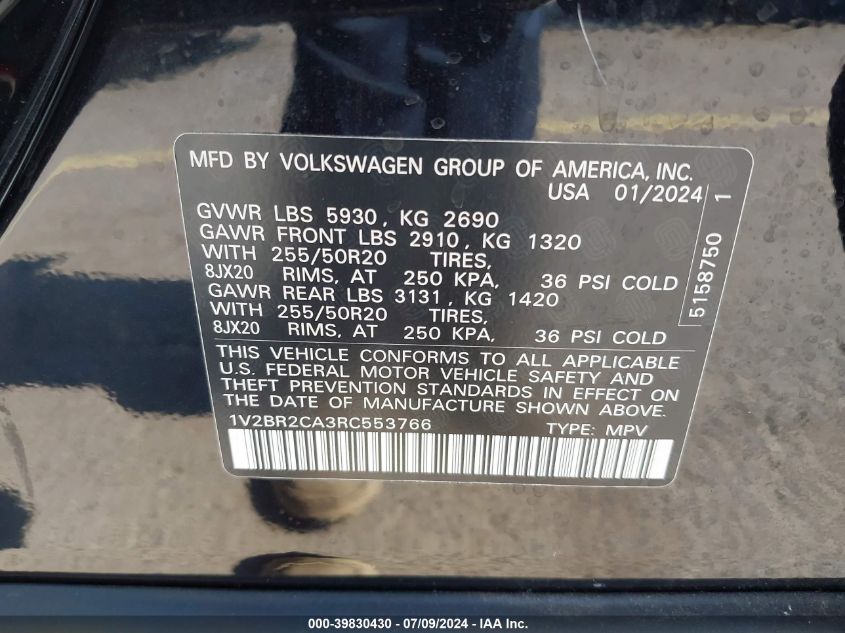 MFD BY VOLKSWAGEN GROUP OF AMERICA, INC.
USA 01/2024
GVWR LBS 5930, KG 2690
GAWR FRONT LBS 2910, KG 1320
WITH 255/50R20 TIRES,
8JX20 RIMS, AT 250 KPA, 36 PSI COLD
GAWR REAR LBS 3131, KG 1420
WITH 255/50R20 TIRES,
8JX20 RIMS, AT 250 KPA, 36 PSI COLD
5158750 1
THIS VEHICLE CONFORMS TO ALL APPLICABLE
U.S. FEDERAL MOTOR VEHICLE SAFETY AND
THEFT PREVENTION STANDARDS IN EFFECT ON
THE DATE OF MANUFACTURE SHOWN ABOVE.
1V2BR2CA3RC553766 TYPE: MPV
000-39830430 - 07/09/2024 - IAA Inc.